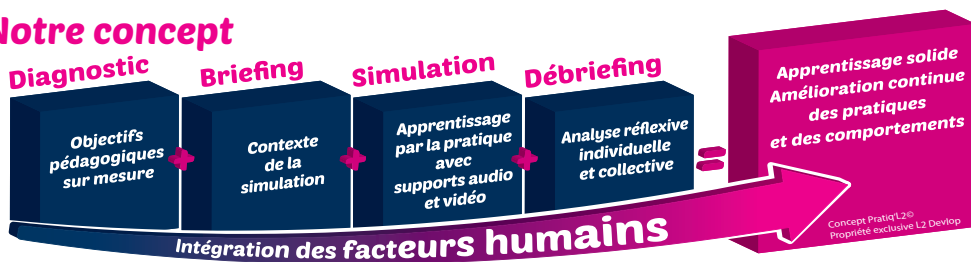 Notre concept
Diagnostic
Objectifs
pédagogiques
sur mesure
+
Briefing
Contexte
de la
simulation
+
Simulation
Apprentissage
par la pratique
avec
supports audio
et vidéo
+
Débriefing
Analyse réflexive
individuelle
et collective
=
Apprentissage solide
Amélioration continue
des pratiques
et des comportements
Intégration des facteurs humains
Concept Pratiq'L2©
Propriété exclusive L2 Devlop